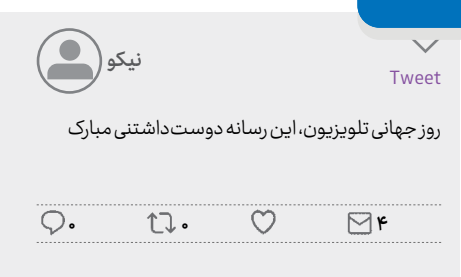 نیکو
Tweet
روز جهانی تلویزیون، این رسانه دوست‌داشتنی مبارک
۰ ۰ ۴